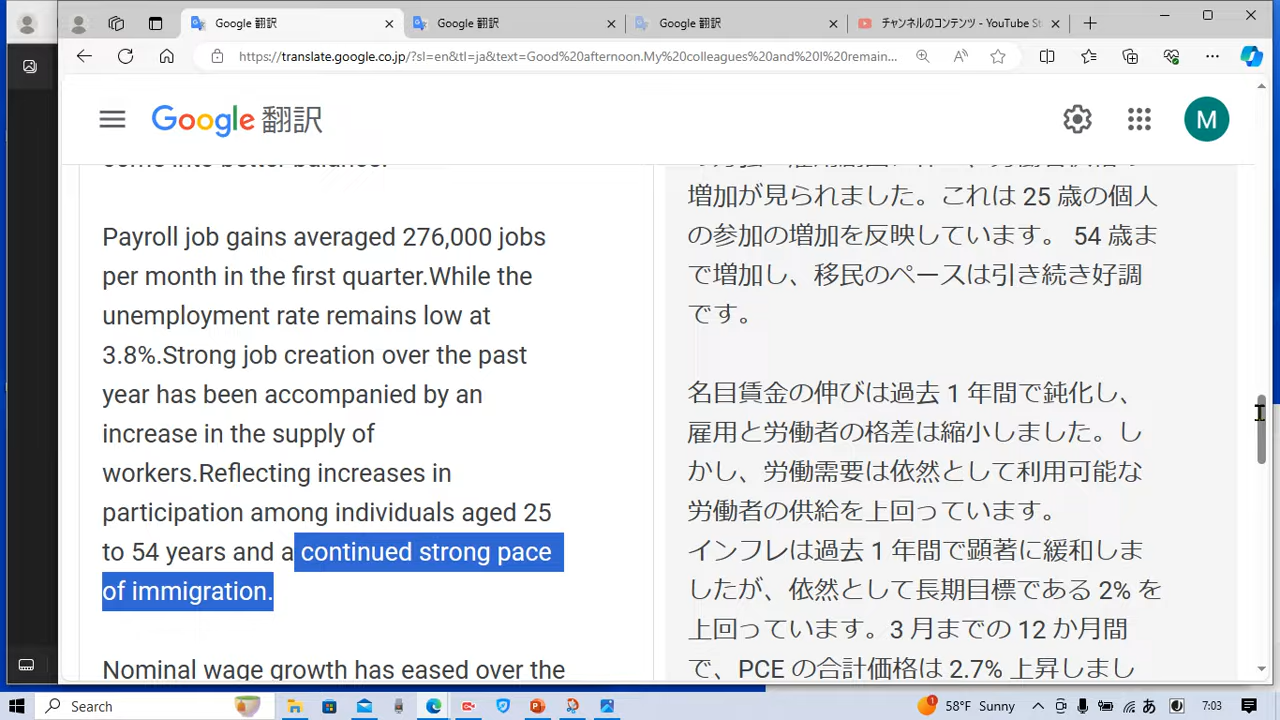 Google 翻訳
Google 翻訳
Google 翻訳
チャンネルのコンテンツ - YouTube St
https://translate.google.co.jp/?sl=en&tl=ja&text=Good%20afternoon.My%20colleagues%20and%20I%20remain...
Google 翻訳
M
come into better balance.
Payroll job gains averaged 276,000 jobs
per month in the first quarter.While the
unemployment rate remains low at
3.8%.Strong job creation over the past
year has been accompanied by an
increase in the supply of
workers.Reflecting increases in
participation among individuals aged 25
to 54 years and a continued strong pace
of immigration.
Nominal wage growth has eased over the
増加が見られました。これは 25 歳の個人
の参加の増加を反映しています。 54 歳ま
で増加し、移民のペースは引き続き好調
です。
名目賃金の伸びは過去 1 年間で鈍化し、
雇用と労働者の格差は縮小しました。し
かし、労働需要は依然として利用可能な
労働者の供給を上回っています。
インフレは過去 1 年間で顕著に緩和しま
したが、依然として長期目標である 2% を
上回っています。3 月までの 12 か月間
で、PCE の合計価格は 2.7% 上昇しまし
Search
1
58°F Sunny
あ
7:03